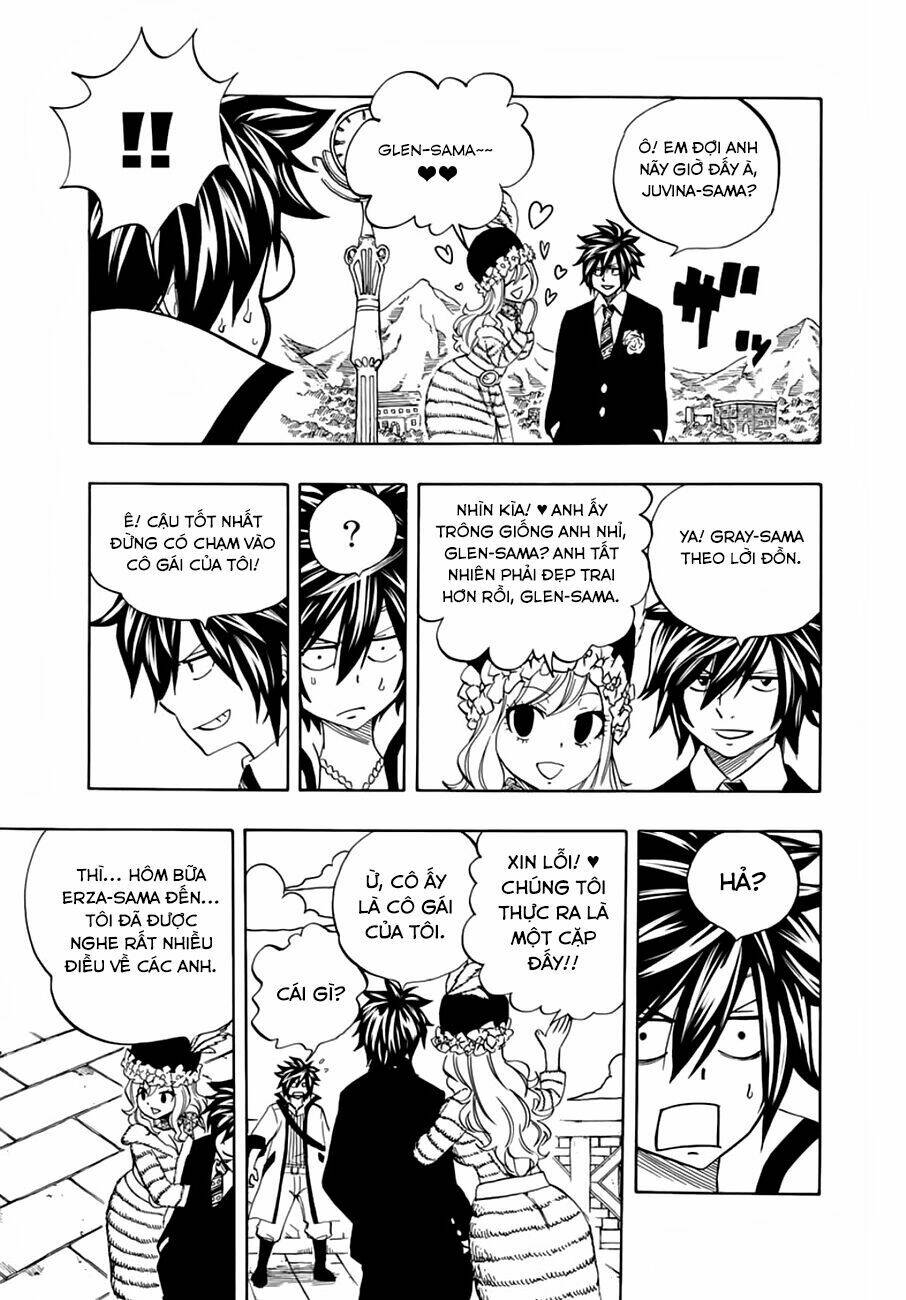 Ô! EM ĐỢI ANH
NÃY GIỜ ĐẤY À,
JUVINA-SAMA?
GLEN-SAMA~~
♥♥
!!
ザッ
YA! GRAY-SAMA
THEO LỜI ĐỒN.
NHÌN KÌA! ♥ ANH ẤY
TRÔNG GIỐNG ANH NHỈ,
GLEN-SAMA? ANH TẤT
NHIÊN PHẢI ĐẸP TRAI
HƠN RỒI, GLEN-SAMA.
?
Ê! CẬU TỐT NHẤT
ĐỪNG CÓ CHẠM VÀO
CÔ GÁI CỦA TÔI!
HẢ?
XIN LỖI! ♥
CHÚNG TÔI
THỰC RA LÀ
MỘT CẶP
ĐẤY!!
Ừ, CÔ ẤY
LÀ CÔ GÁI
CỦA TÔI.
CÁI GÌ?
THÌ... HÔM BỮA
ERZA-SAMA ĐẾN...
TÔI ĐÃ ĐƯỢC
NGHE RẤT NHIỀU
ĐIỀU VỀ CÁC ANH.